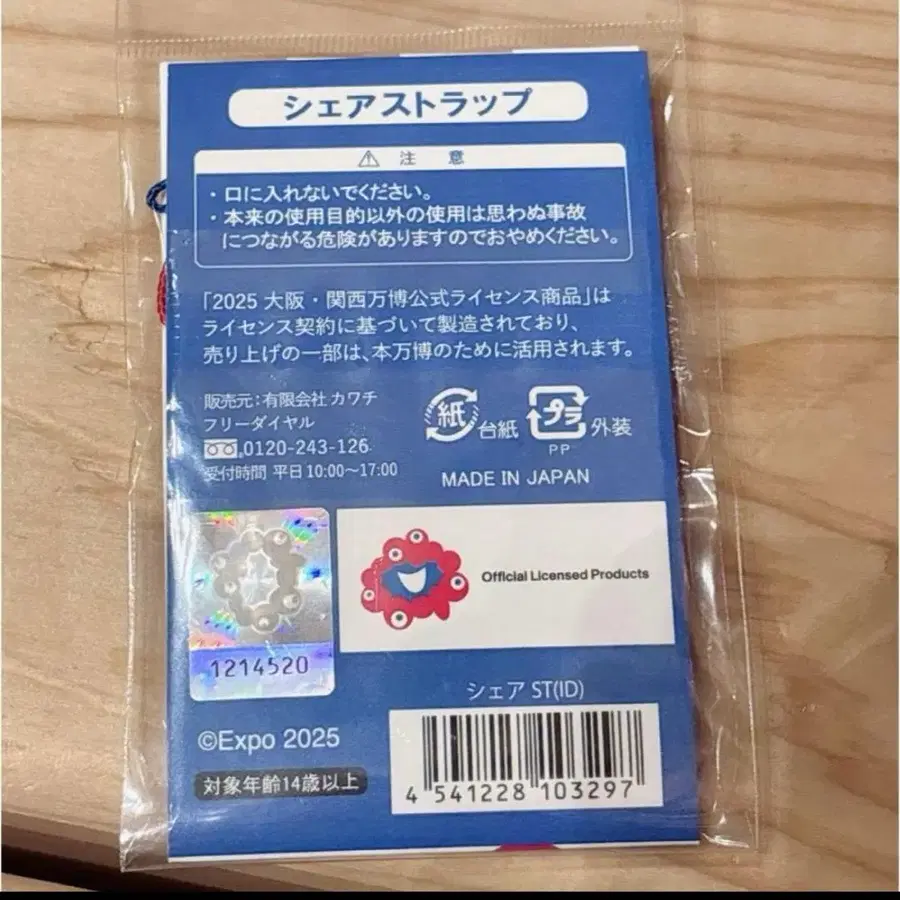 シェアストラップ
⚠ 注 意
・口に入れないでください。
・本来の使用目的以外の使用は思わぬ事故
につながる危険がありますのでおやめください。
「2025 大阪・関西万博公式ライセンス商品」は
ライセンス契約に基づいて製造されており、
売り上げの一部は、本万博のために活用されます。
販売元:有限会社 カワチ
フリーダイヤル
0120-243-126
受付時間 平日10:00〜17:00
紙 台紙 プラ 外装
PP
MADE IN JAPAN
Official Licensed Products
1214520
シェア ST(ID)
©Expo 2025
対象年齢14歳以上
4 541228 103297